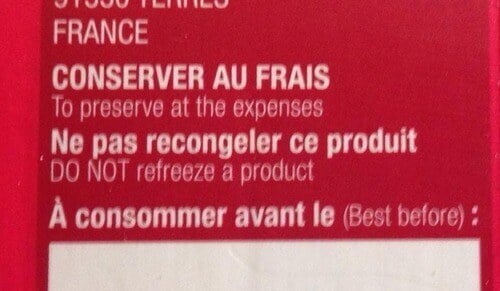 TERRES
FRANCE
CONSERVER AU FRAIS
To preserve at the expenses
Ne pas recongeler ce produit
DO NOT refreeze a product
À consommer avant le (Best before) :